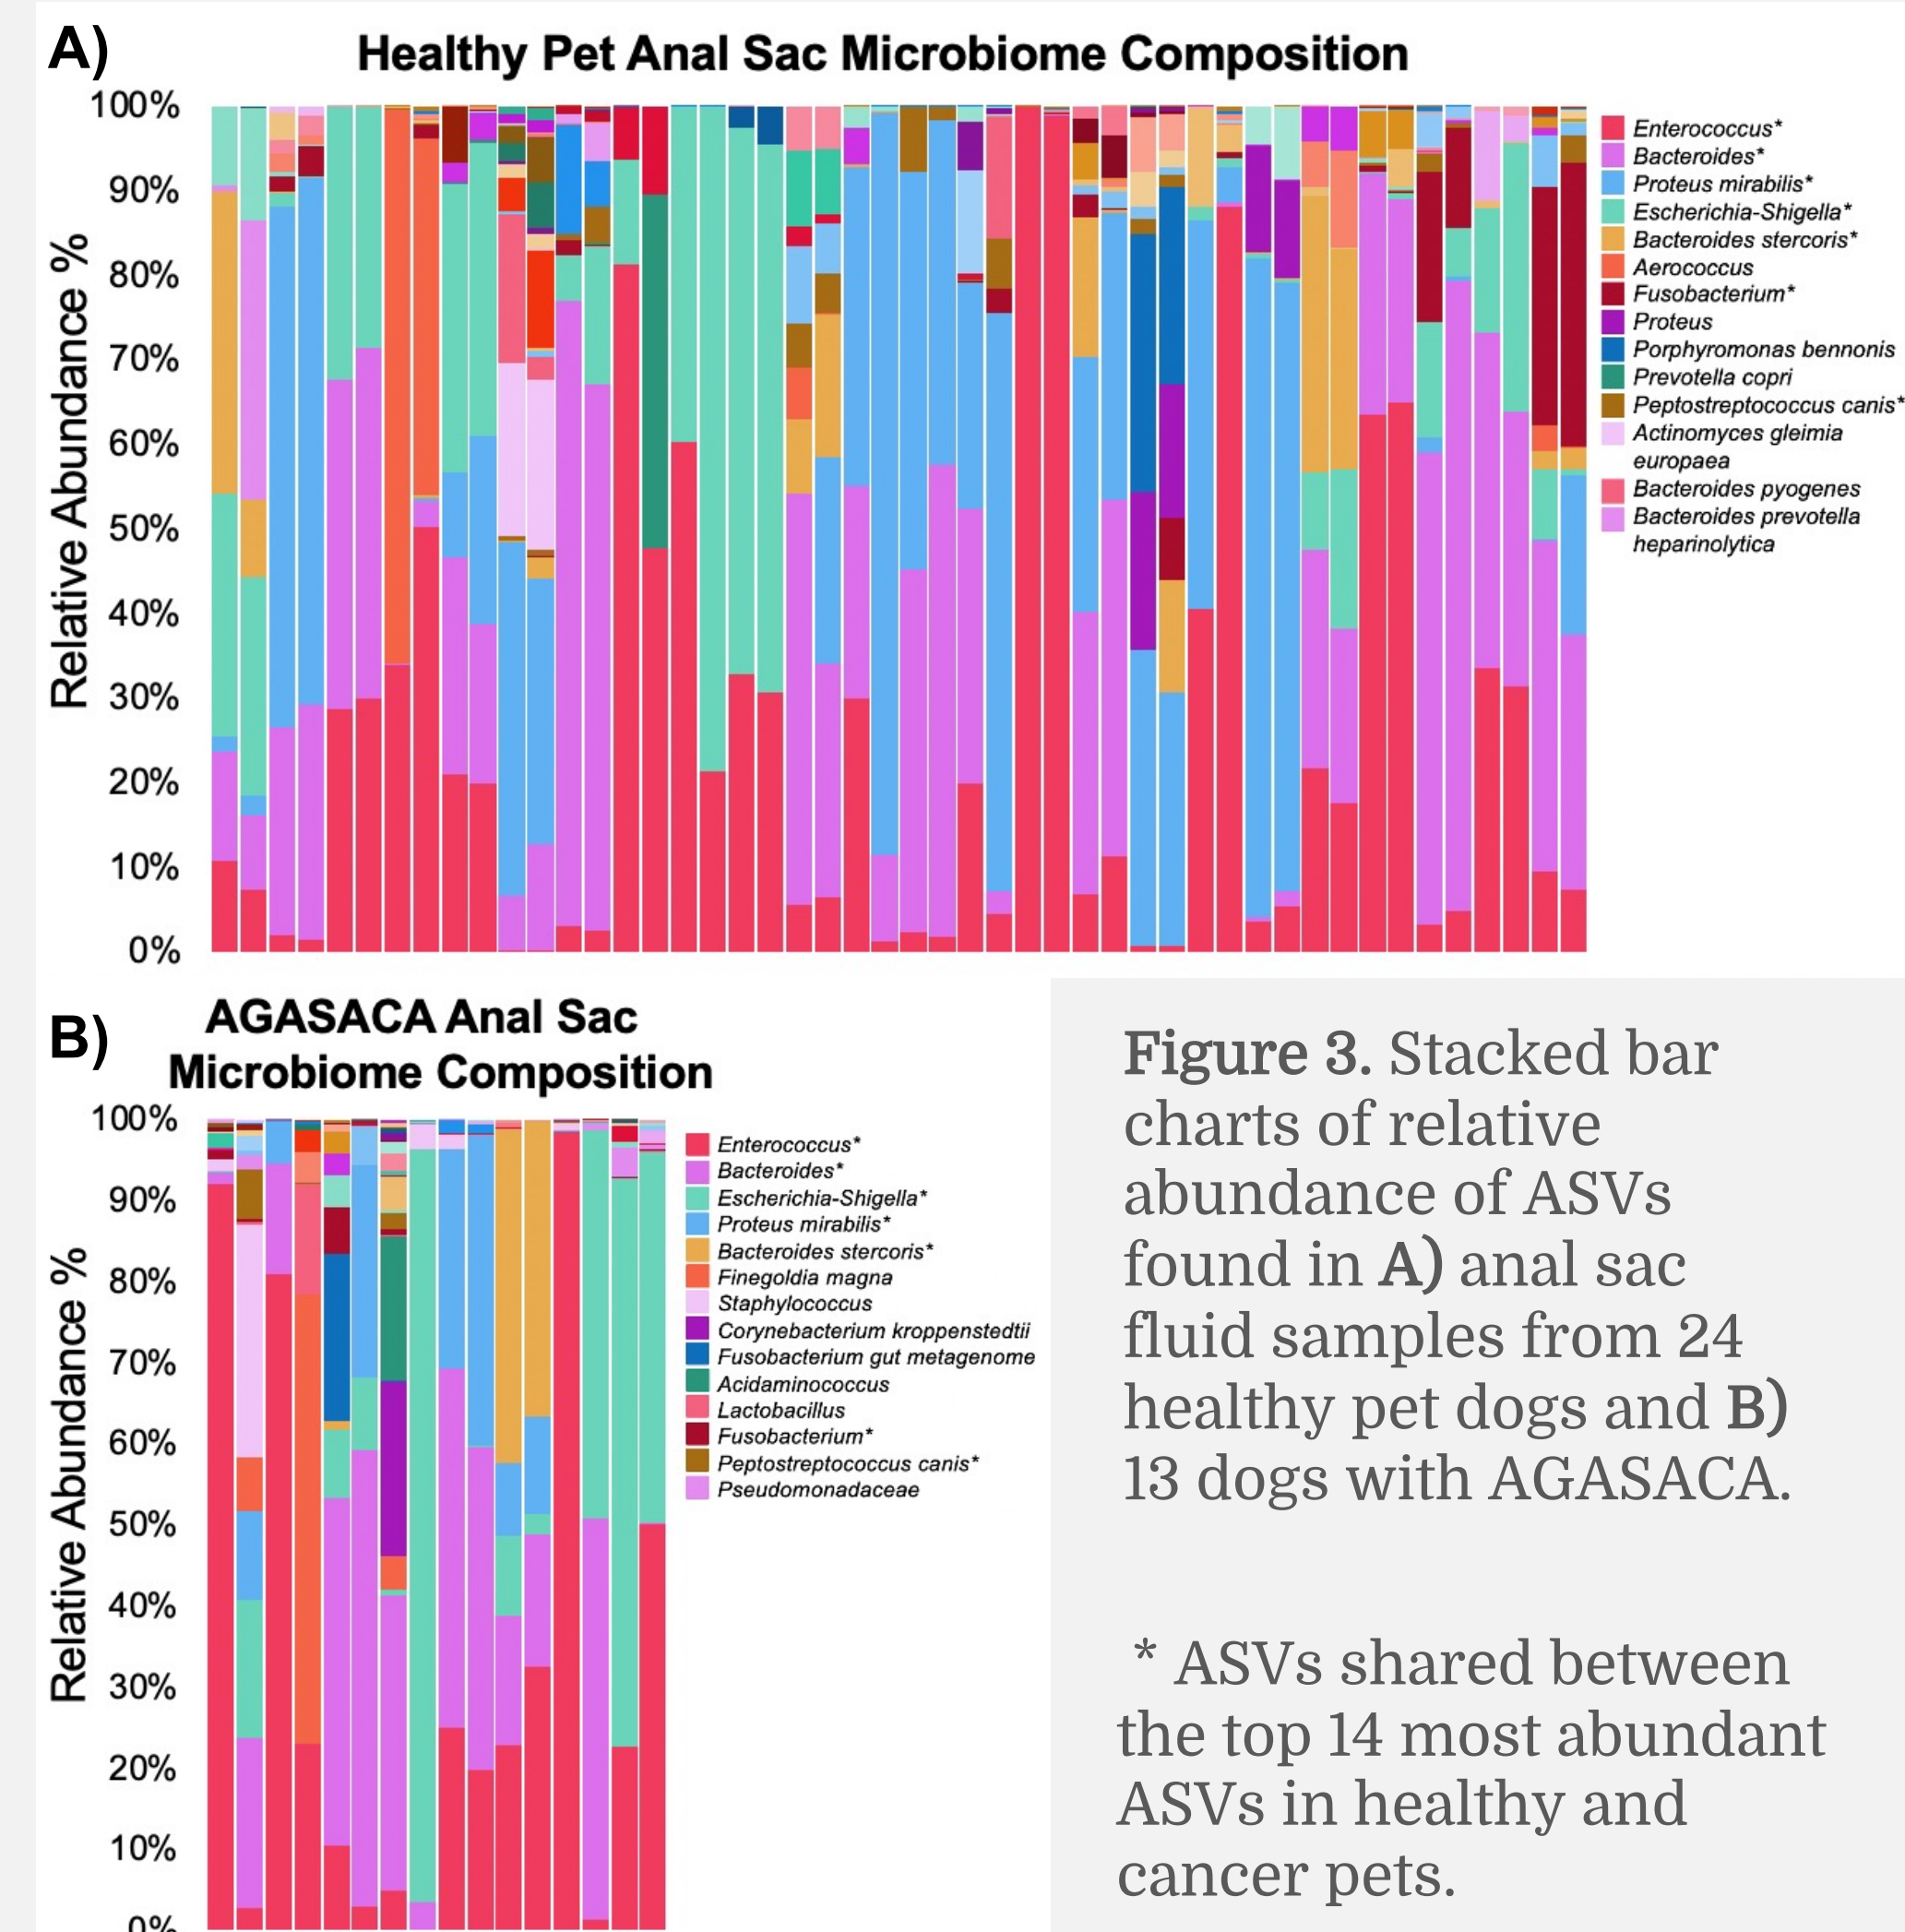 A)
Healthy Pet Anal Sac Microbiome Composition
Relative Abundance %
100%
90%
80%
70%
60%
50%
40%
30%
20%
10%
0%
Enterococcus*
Bacteroides*
Proteus mirabilis*
Escherichia-Shigella*
Bacteroides stercoris*
Aerococcus
Fusobacterium*
Proteus
Porphyromonas bennonis
Prevotella copri
Peptostreptococcus canis*
Actinomyces gleimia
europaea
Bacteroides pyogenes
Bacteroides prevotella
heparinolytica
B)
AGASACA Anal Sac
Microbiome Composition
Relative Abundance %
100%
90%
80%
70%
60%
50%
40%
30%
20%
10%
0%
Enterococcus*
Bacteroides*
Escherichia-Shigella*
Proteus mirabilis*
Bacteroides stercoris*
Finegoldia magna
Staphylococcus
Corynebacterium kroppenstedtii
Fusobacterium gut metagenome
Acidaminococcus
Lactobacillus
Fusobacterium*
Peptostreptococcus canis*
Pseudomonadaceae
Figure 3. Stacked bar
charts of relative
abundance of ASVs
found in A) anal sac
fluid samples from 24
healthy pet dogs and B)
13 dogs with AGASACA.
* ASVs shared between
the top 14 most abundant
ASVs in healthy and
cancer pets.